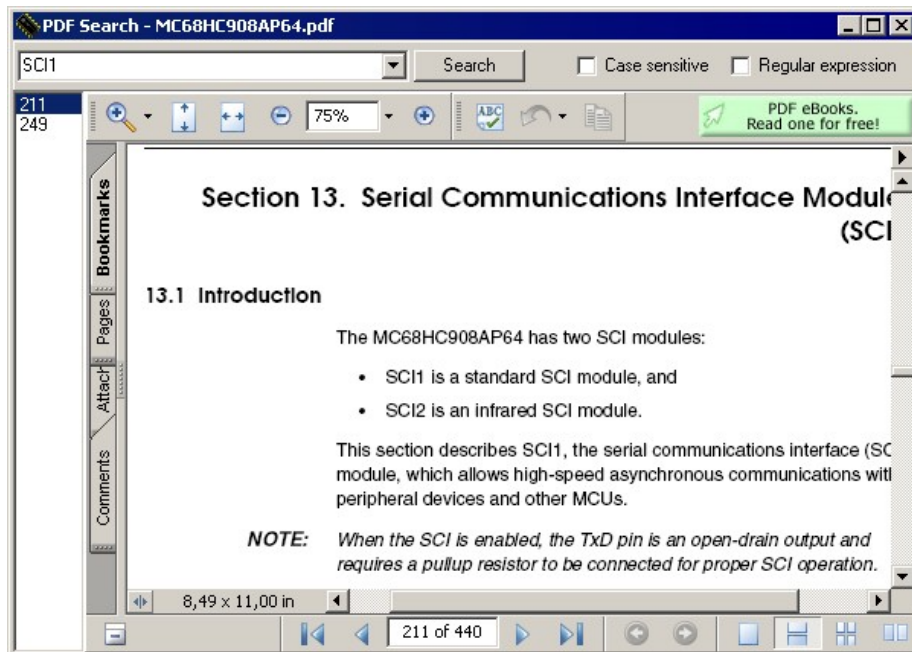 PDF Search - MC68HC908AP64.pdf
SCI1
Search
Case sensitive
Regular expression
211
249
75%
ABC
PDF eBooks.
Read one for free!
Bookmarks
Pages
Attach
Comments
Section 13. Serial Communications Interface Module
(SCI
13.1 Introduction
The MC68HC908AP64 has two SCI modules:
• SCI1 is a standard SCI module, and
• SCI2 is an infrared SCI module.
This section describes SCI1, the serial communications interface (SC
module, which allows high-speed asynchronous communications with
peripheral devices and other MCUs.
NOTE: When the SCI is enabled, the TxD pin is an open-drain output and
requires a pullup resistor to be connected for proper SCI operation.
8,49 x 11,00 in
211 of 440